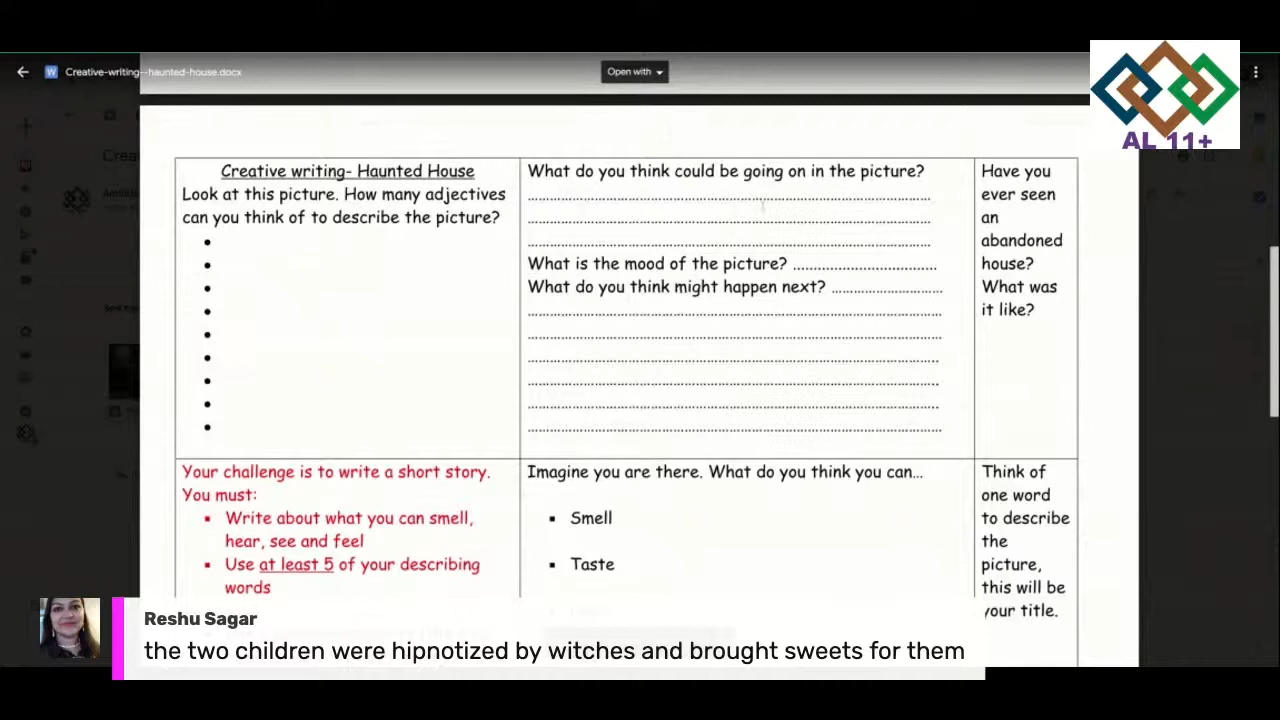 Creative-writing--haunted-house.docx
Open with
AL 11+
Creative writing- Haunted House
Look at this picture. How many adjectives
can you think of to describe the picture?
What do you think could be going on in the picture?
What is the mood of the picture? ...................................
What do you think might happen next? ............................
Have you
ever seen
an
abandoned
house?
What was
it like?
Your challenge is to write a short story.
You must:
Write about what you can smell,
hear, see and feel
Use at least 5 of your describing
words
Imagine you are there. What do you think you can...
Smell
Taste
Think of
one word
to describe
the
picture,
this will be
your title.
Reshu Sagar
the two children were hipnotized by witches and brought sweets for them